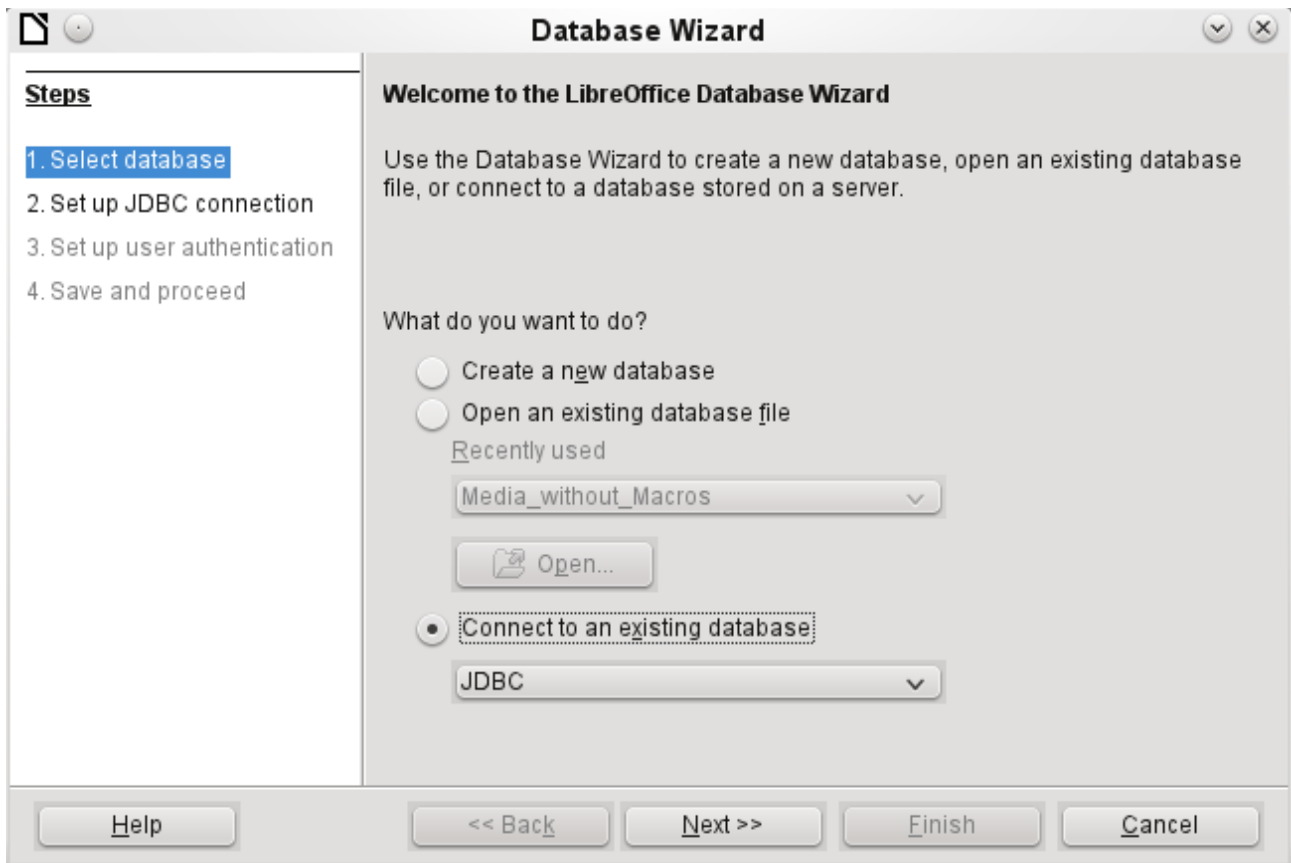 Database Wizard
Steps
1. Select database
2. Set up JDBC connection
3. Set up user authentication
4. Save and proceed
Welcome to the LibreOffice Database Wizard
Use the Database Wizard to create a new database, open an existing database
file, or connect to a database stored on a server.
What do you want to do?
Create a new database
Open an existing database file
Recently used
Media_without_Macros
Open...
Connect to an existing database
JDBC
Help
<< Back
Next >>
Finish
Cancel